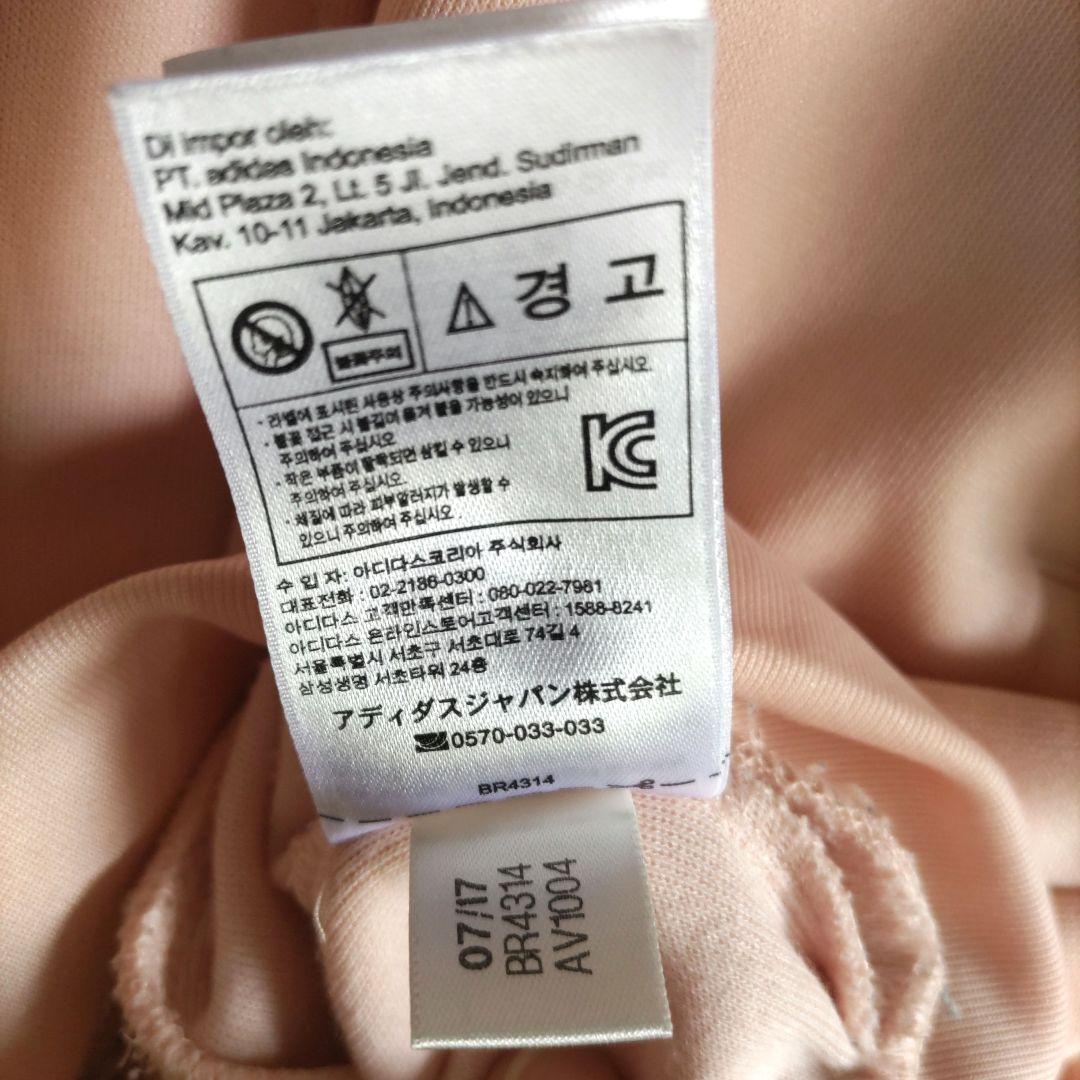 Di impor oleh:
PT. adidas Indonesia
Mid Plaza 2, Lt. 5 Jl. Jend. Sudirman
Kav. 10-11 Jakarta, Indonesia
불꽃주의
경 고
· 라벨에 표시된 사용상 주의사항을 반드시 숙지하여 주십시오.
· 불꽃 접근 시 불길이 옮겨 붙을 가능성이 있으니
주의하여 주십시오
· 작은 부품이 탈락되면 삼킬 수 있으니
주의하여 주십시오.
· 체질에 따라 피부알러지가 발생할 수
있으니 주의하여 주십시오
KC
수 입 자: 아디다스코리아 주식회사
대표전화 : 02-2186-0300
아디다스 고객만족센터 : 080-022-7981
아디다스 온라인스토어고객센터 : 1588-8241
서울특별시 서초구 서초대로 74길 4
삼성생명 서초타워 24층
アディダスジャパン株式会社
0570-033-033
BR4314
07/17
BR4314
AV1004